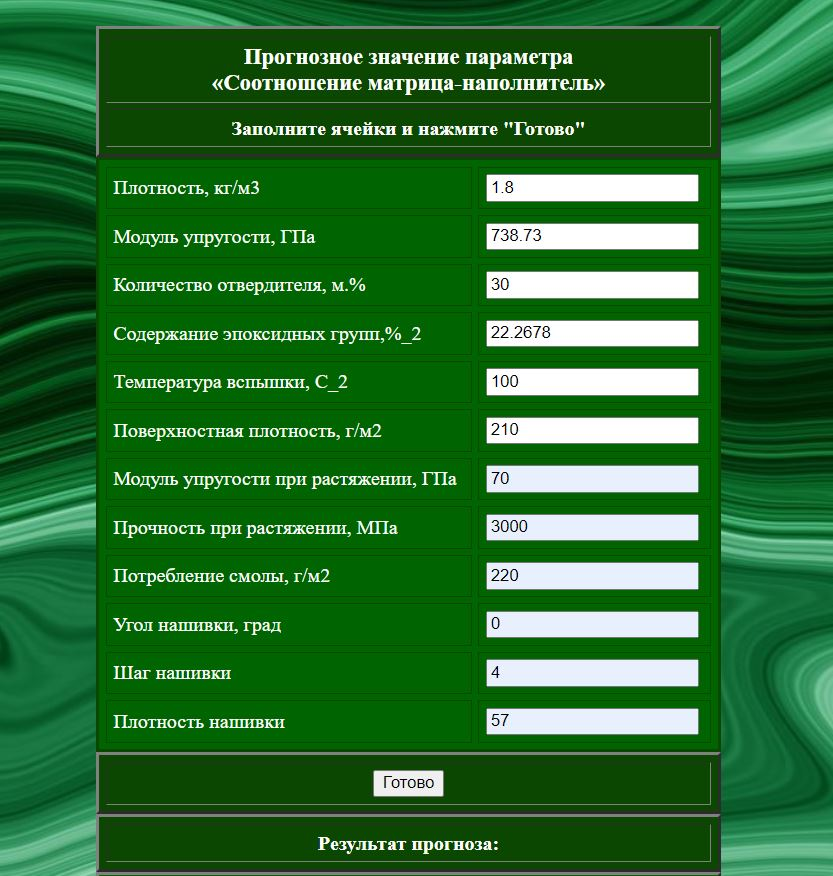 Прогнозное значение параметра
«Соотношение матрица-наполнитель»
Заполните ячейки и нажмите "Готово"
Плотность, кг/м3 1.8
Модуль упругости, ГПа 738.73
Количество отвердителя, м.% 30
Содержание эпоксидных групп,%_2 22.2678
Температура вспышки, С_2 100
Поверхностная плотность, г/м2 210
Модуль упругости при растяжении, ГПа 70
Прочность при растяжении, МПа 3000
Потребление смолы, г/м2 220
Угол нашивки, град 0
Шаг нашивки 4
Плотность нашивки 57
Готово
Результат прогноза: